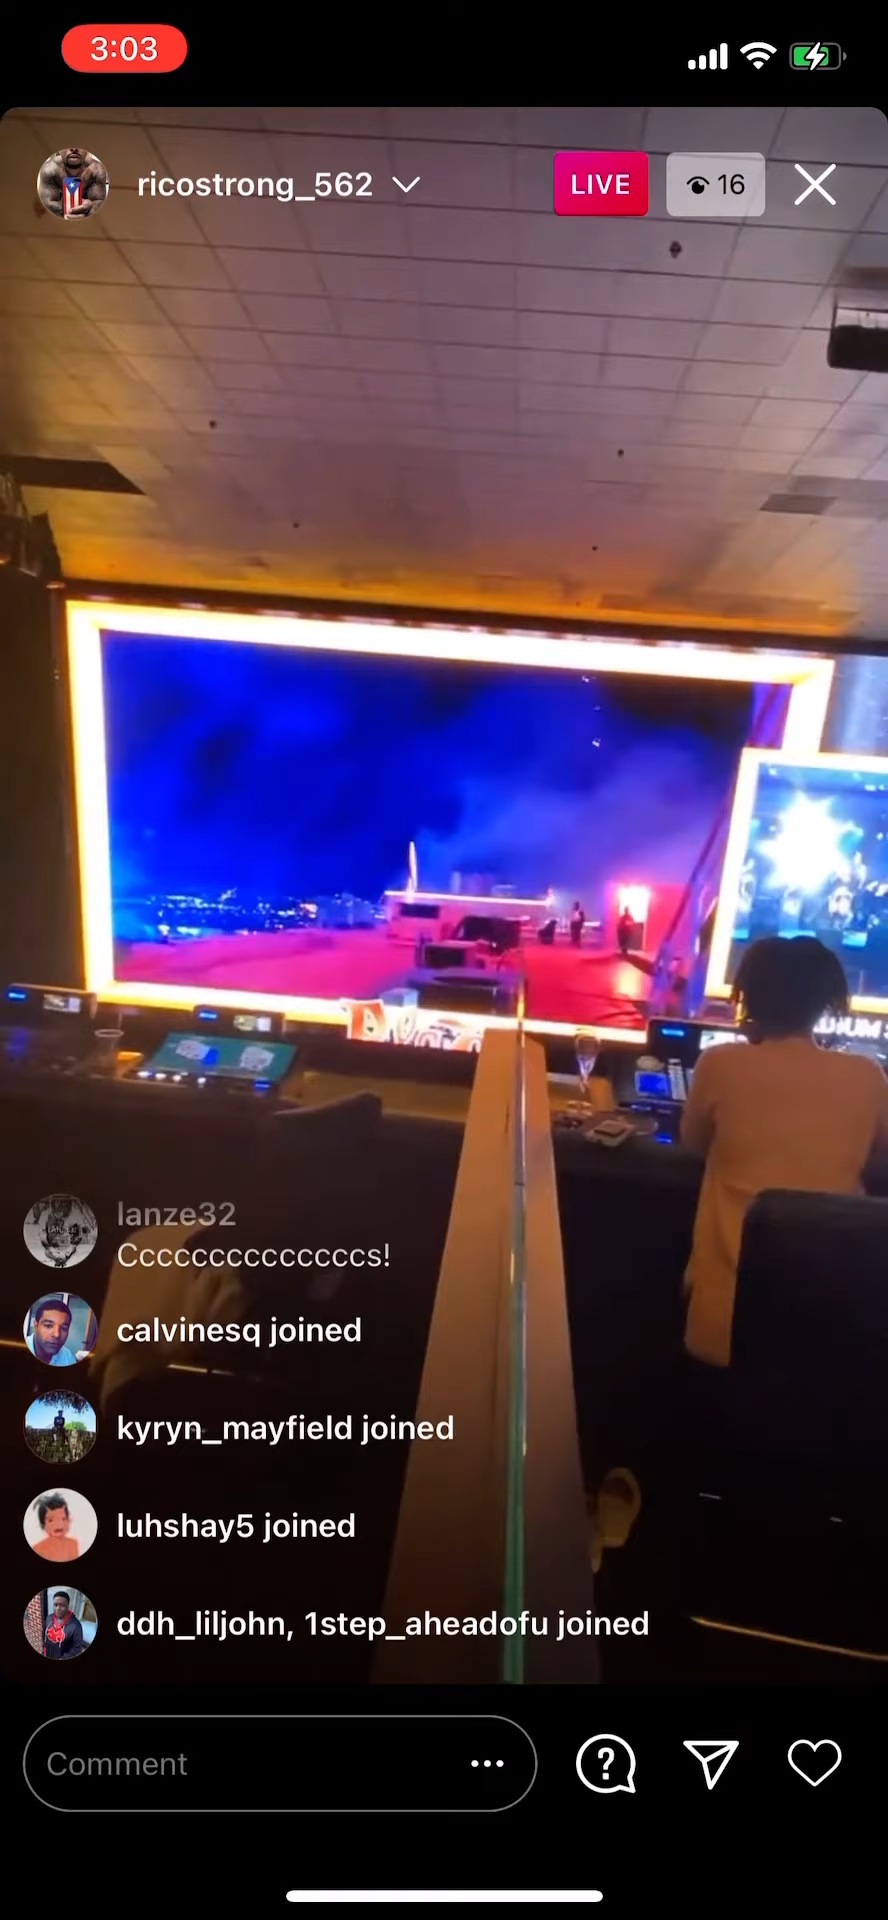 3:03
ricostrong_562
LIVE
16
lanze32
Cccccccccccccs!
calvinesq joined
kyryn_mayfield joined
luhshay5 joined
ddh_liljohn, 1step_aheadofu joined
Comment